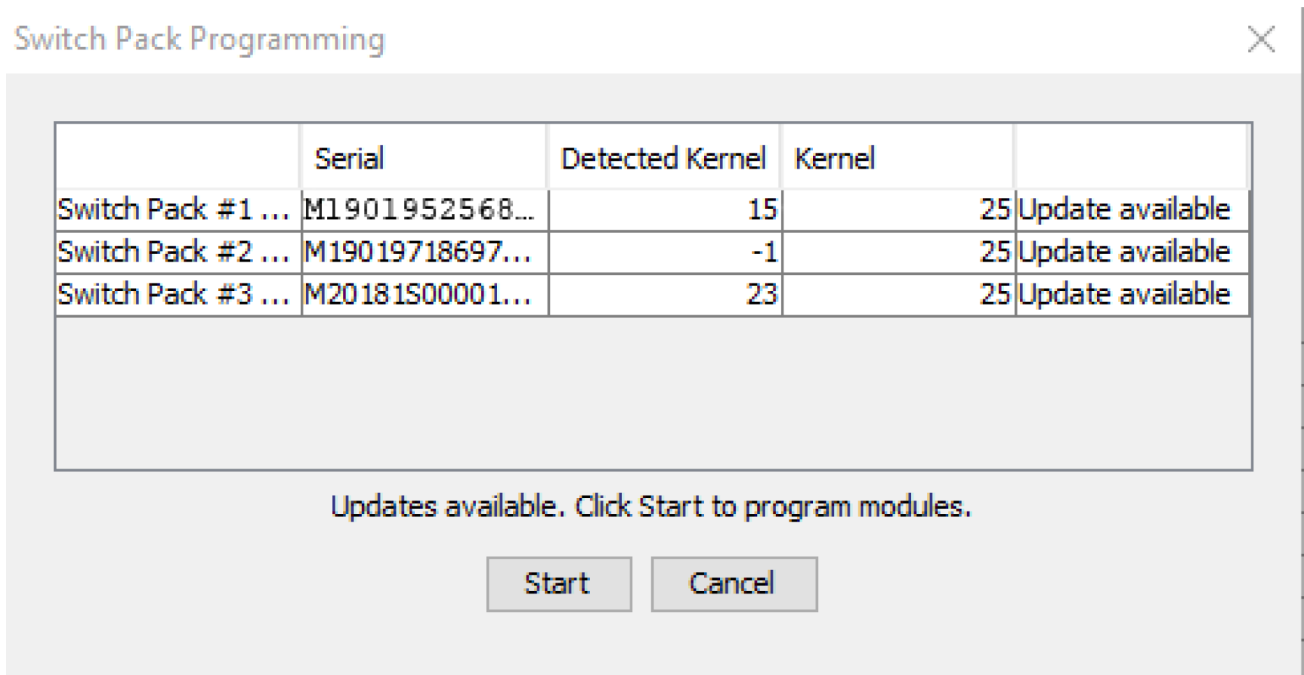 Switch Pack Programming
Serial Detected Kernel Kernel
Switch Pack #1 ... M1901952568... 15 25 Update available
Switch Pack #2 ... M19019718697... -1 25 Update available
Switch Pack #3 ... M20181S00001... 23 25 Update available
Updates available. Click Start to program modules.
Start Cancel